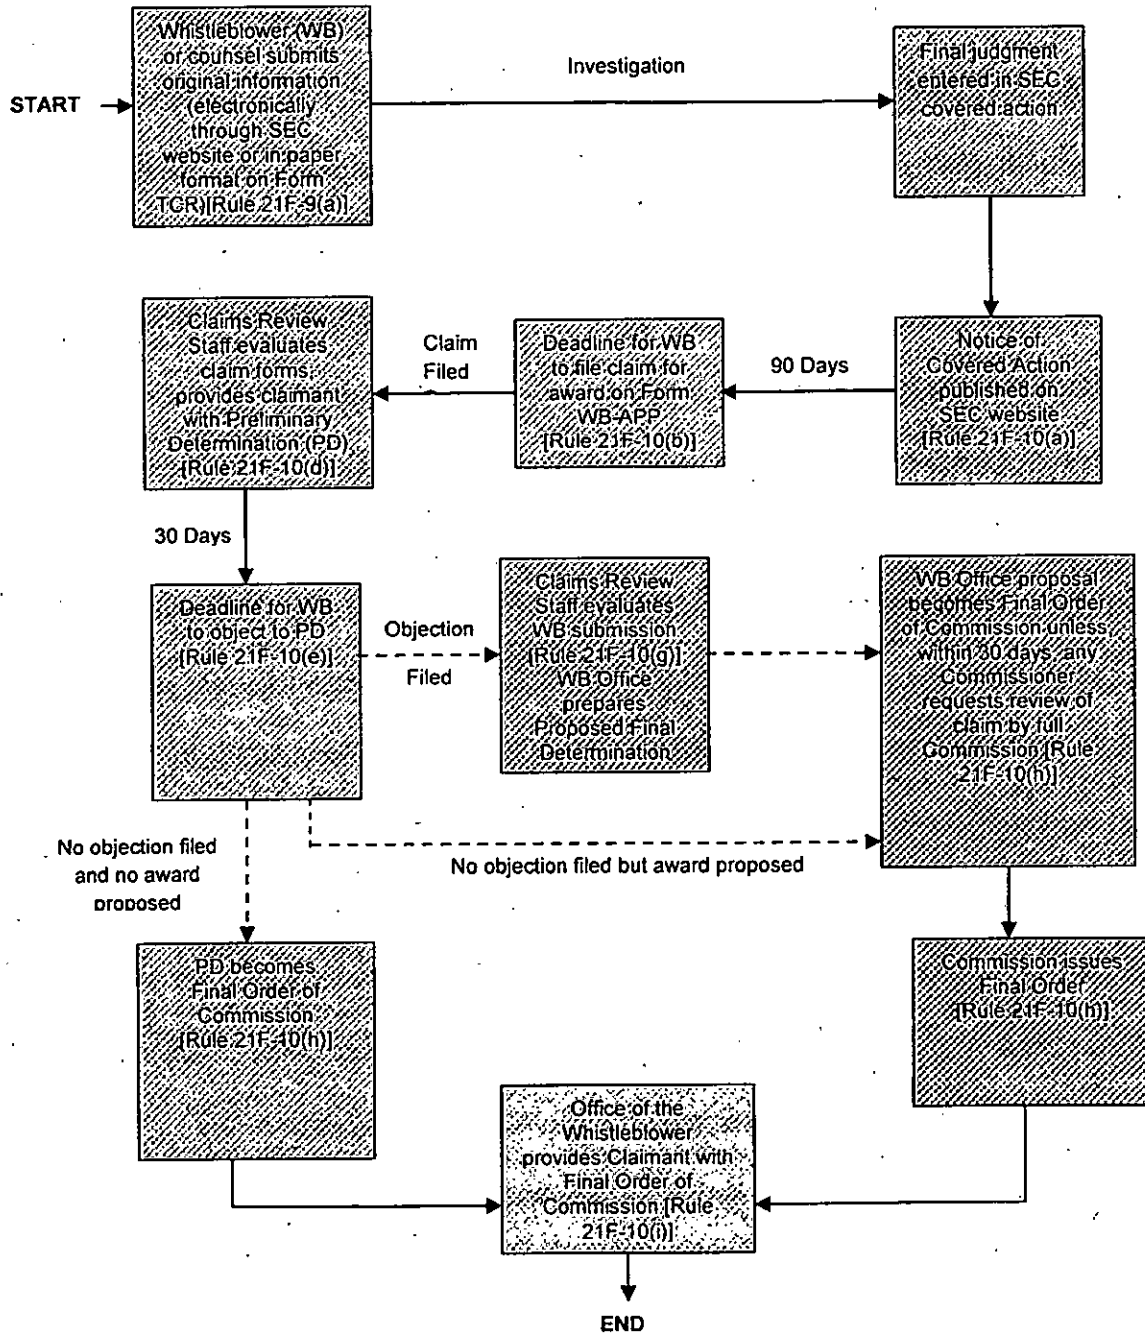 START
Whistleblower (WB)
or counsel submits
original information
(electronically
through SEC
website or in paper
format on Form
TCR) [Rule 21F-9(a)]
Investigation
Final judgment
entered in SEC
covered action
Claims Review
Staff evaluates
claim forms,
provides claimant
with Preliminary
Determination (PD)
[Rule 21F-10(d)]
Claim
Filed
Deadline for WB
to file claim for
award on Form
WB-APP
[Rule 21F-10(b)]
90 Days
Notice of
Covered Action
published on
SEC website
[Rule 21F-10(a)]
30 Days
Deadline for WB
to object to PD
[Rule 21F-10(e)]
Objection
Filed
Claims Review
Staff evaluates
WB submission
[Rule 21F-10(g)]
WB Office
prepares
Proposed Final
Determination
WB Office proposal
becomes Final Order
of Commission unless,
within 30 days, any
Commissioner
requests review of
claim by full
Commission [Rule
21F-10(h)]
No objection filed
and no award
proposed
No objection filed but award proposed
PD becomes
Final Order of
Commission
[Rule 21F-10(h)]
Commission issues
Final Order
[Rule 21F-10(h)]
Office of the
Whistleblower
provides Claimant with
Final Order of
Commission [Rule
21F-10(i)]
END